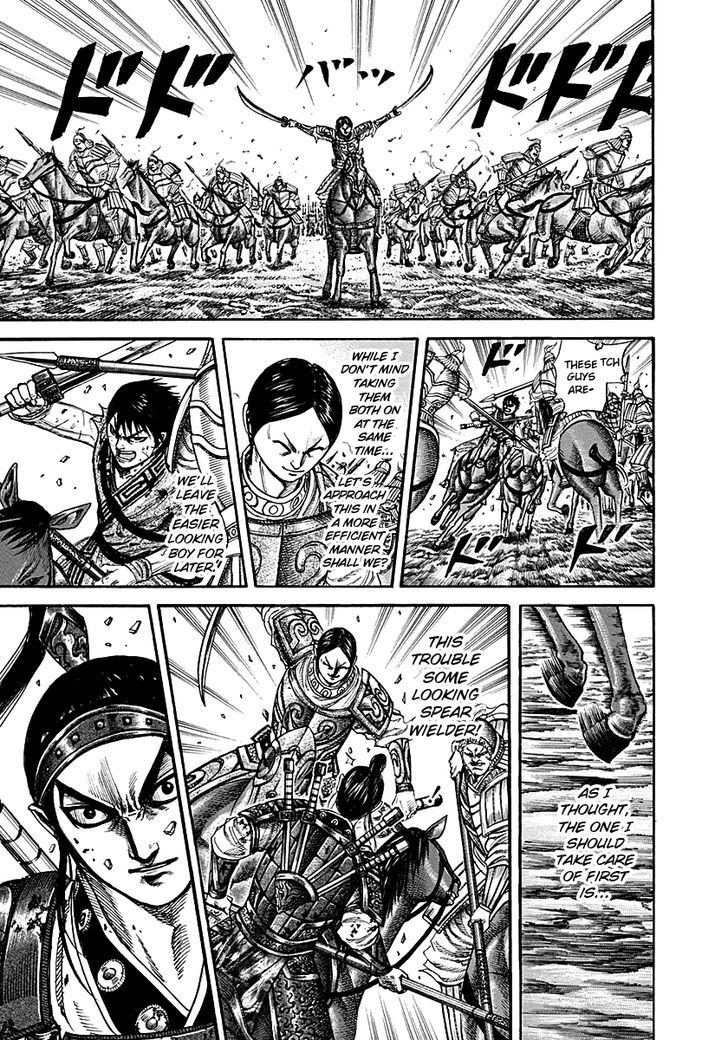 ドドドド
バッ
ドド
TCH
THESE
GUYS
ARE-
ド
ド
ド
WHILE I
DON'T MIND
TAKING
THEM
BOTH ON
AT THE
SAME
TIME...
LET'S
APPROACH
THIS IN
A MORE
EFFICIENT
MANNER
SHALL WE?
WE'LL
LEAVE
THE
EASIER
LOOKING
BOY FOR
LATER.
AS I
THOUGHT,
THE ONE I
SHOULD
TAKE CARE
OF FIRST
IS...
THIS
TROUBLE
SOME
LOOKING
SPEAR
WIELDER!